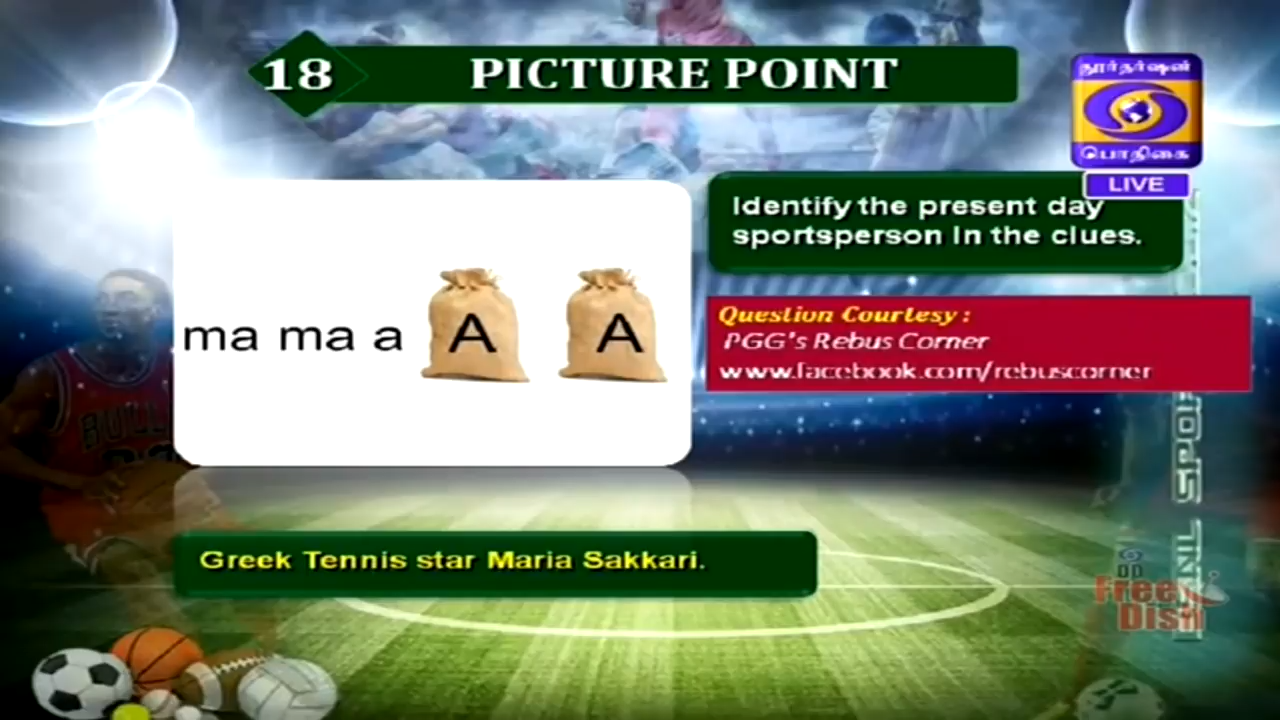 18 PICTURE POINT
தூர்தர்ஷன்
பொதிகை
LIVE
Identify the present day
sportsperson in the clues.
ma ma a A A
Question Courtesy :
PGG's Rebus Corner
www.facebook.com/rebuscorner
BULL
Greek Tennis star Maria Sakkari.
DD
Free
Dish